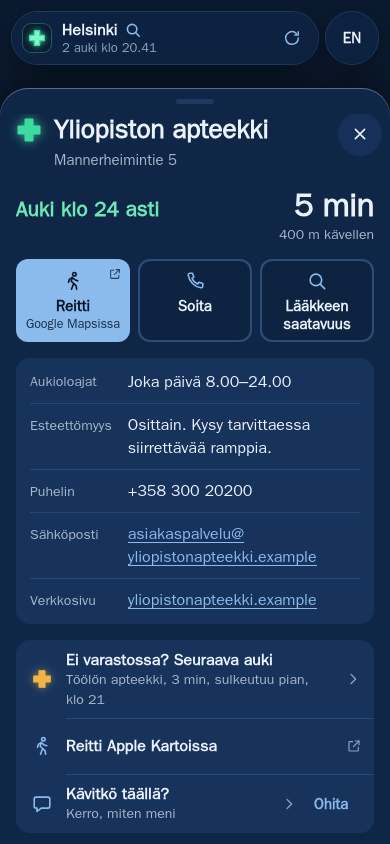 Helsinki
2 auki klo 20.41
EN
Yliopiston apteekki
Mannerheimintie 5
Auki klo 24 asti
5 min
400 m kävellen
Reitti
Google Mapsissa
Soita
Lääkkeen
saatavuus
Aukioloajat
Joka päivä 8.00–24.00
Esteettömyys
Osittain. Kysy tarvittaessa
siirrettävää ramppia.
Puhelin
+358 300 20200
Sähköposti
asiakaspalvelu@
yliopistonapteekki.example
Verkkosivu
yliopistonapteekki.example
Ei varastossa? Seuraava auki
Töölön apteekki, 3 min, sulkeutuu pian,
klo 21
Reitti Apple Kartoissa
Kävitkö täällä?
Kerro, miten meni
Ohita